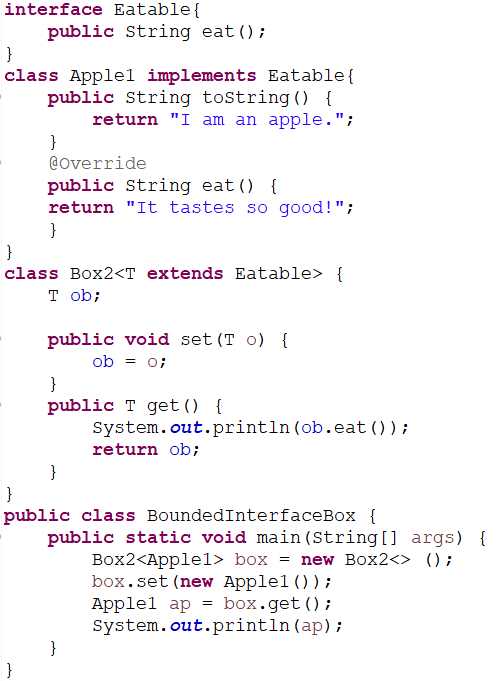 interface Eatable{
    public String eat();
}
class Apple1 implements Eatable{
    public String toString() {
        return "I am an apple.";
    }
    @Override
    public String eat() {
    return "It tastes so good!";
    }
}
class Box2<T extends Eatable> {
    T ob;

    public void set(T o) {
        ob = o;
    }
    public T get() {
        System.out.println(ob.eat());
        return ob;
    }
}
public class BoundedInterfaceBox {
    public static void main(String[] args) {
        Box2<Apple1> box = new Box2<> ();
        box.set(new Apple1());
        Apple1 ap = box.get();
        System.out.println(ap);
    }
}